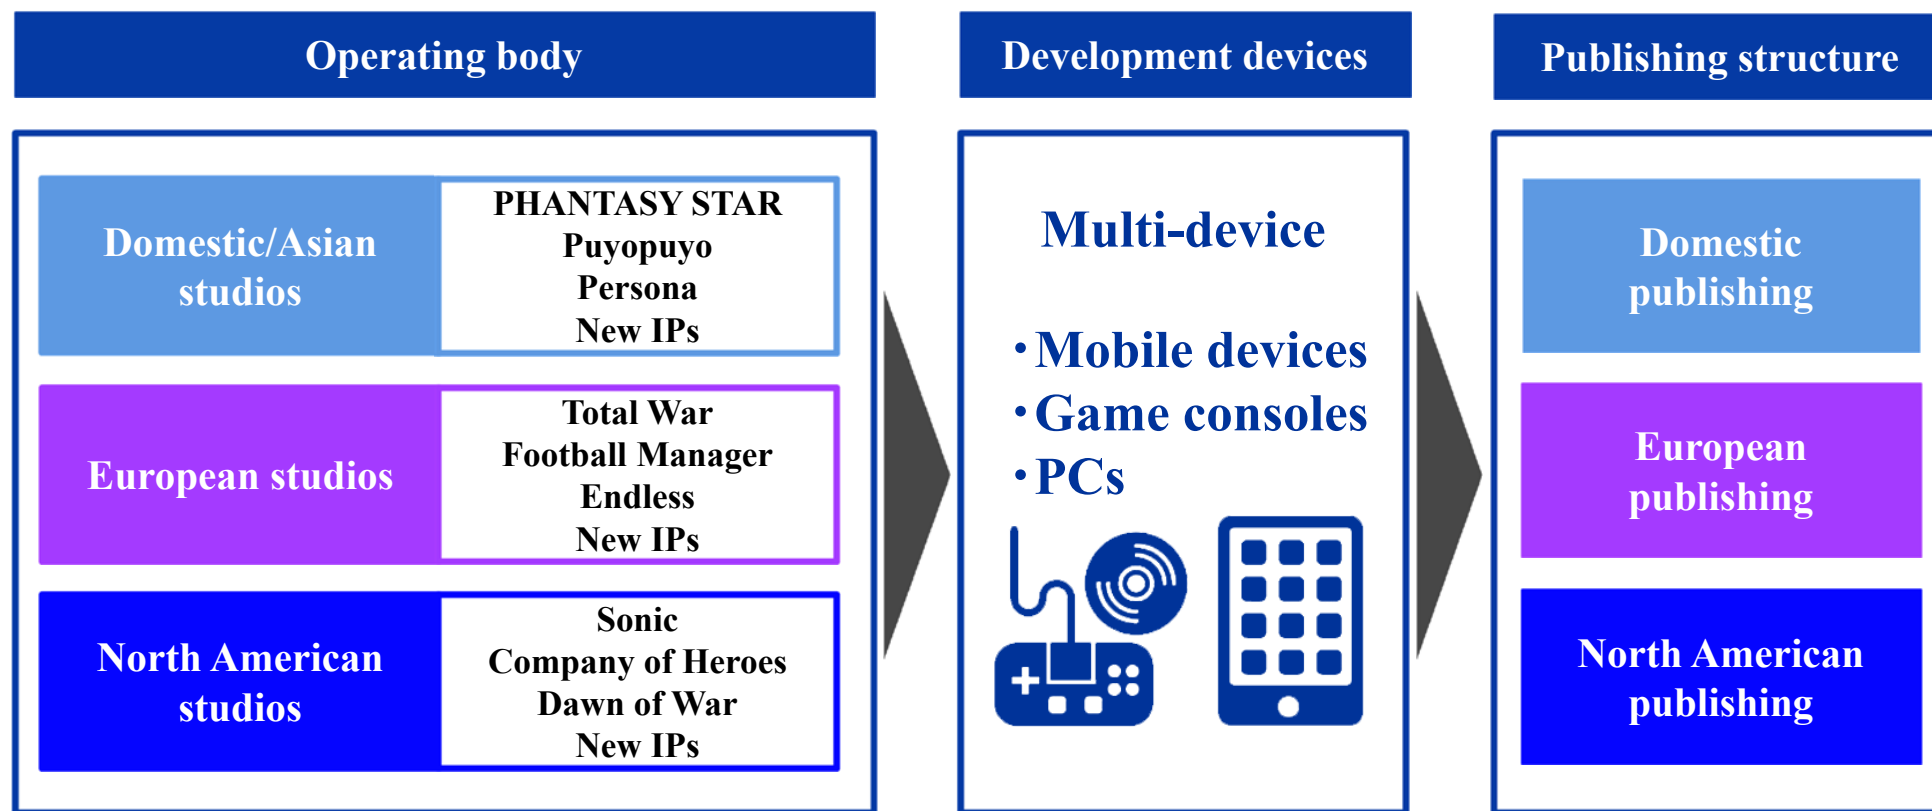 Operating body
Development devices
Publishing structure
Domestic/Asian
studios
PHANTASY STAR
Puyopuyo
Persona
New IPs
European studios
Total War
Football Manager
Endless
New IPs
North American
studios
Sonic
Company of Heroes
Dawn of War
New IPs
Multi-device
・Mobile devices
・Game consoles
・PCs
Domestic
publishing
European
publishing
North American
publishing